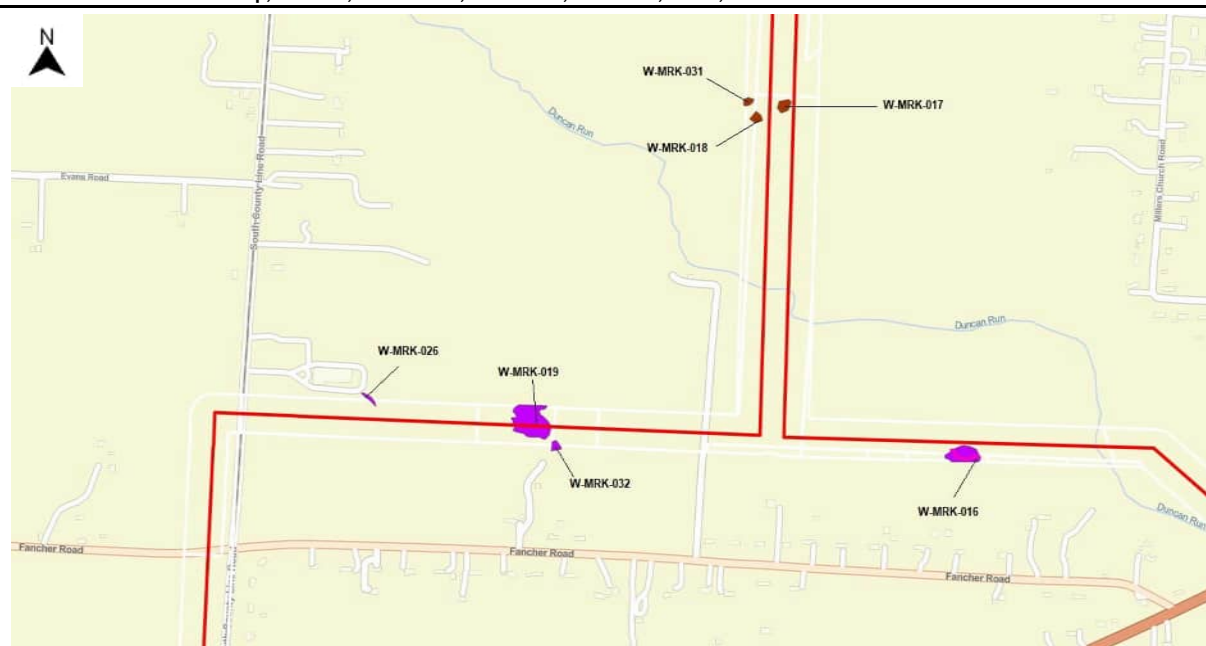 N
W-MRK-031
W-MRK-017
Duncan Run
W-MRK-018
Millers Church Road
Evans Road
South County Line Road
Duncan Run
W-MRK-026
W-MRK-019
W-MRK-032
W-MRK-016
Duncan Run
Fancher Road
Fancher Road
Fancher Road